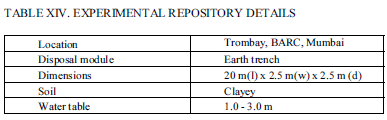 TABLE XIV. EXPERIMENTAL REPOSITORY DETAILS
Location Trombay, BARC, Mumbai
Disposal module Earth trench
Dimensions 20 m(l) x 2.5 m(w) x 2.5 m (d)
Soil Clayey
Water table 1.0 - 3.0 m